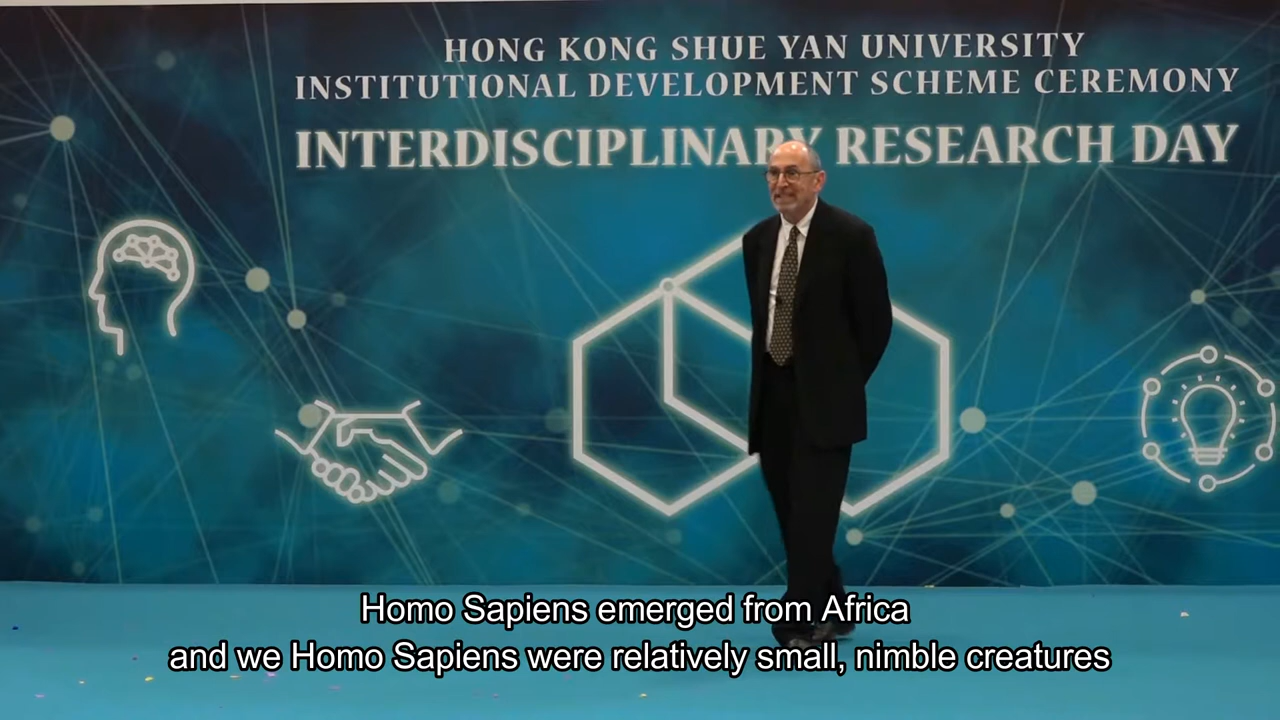 HONG KONG SHUE YAN UNIVERSITY
INSTITUTIONAL DEVELOPMENT SCHEME CEREMONY
INTERDISCIPLINARY RESEARCH DAY
Homo Sapiens emerged from Africa
and we Homo Sapiens were relatively small, nimble creatures